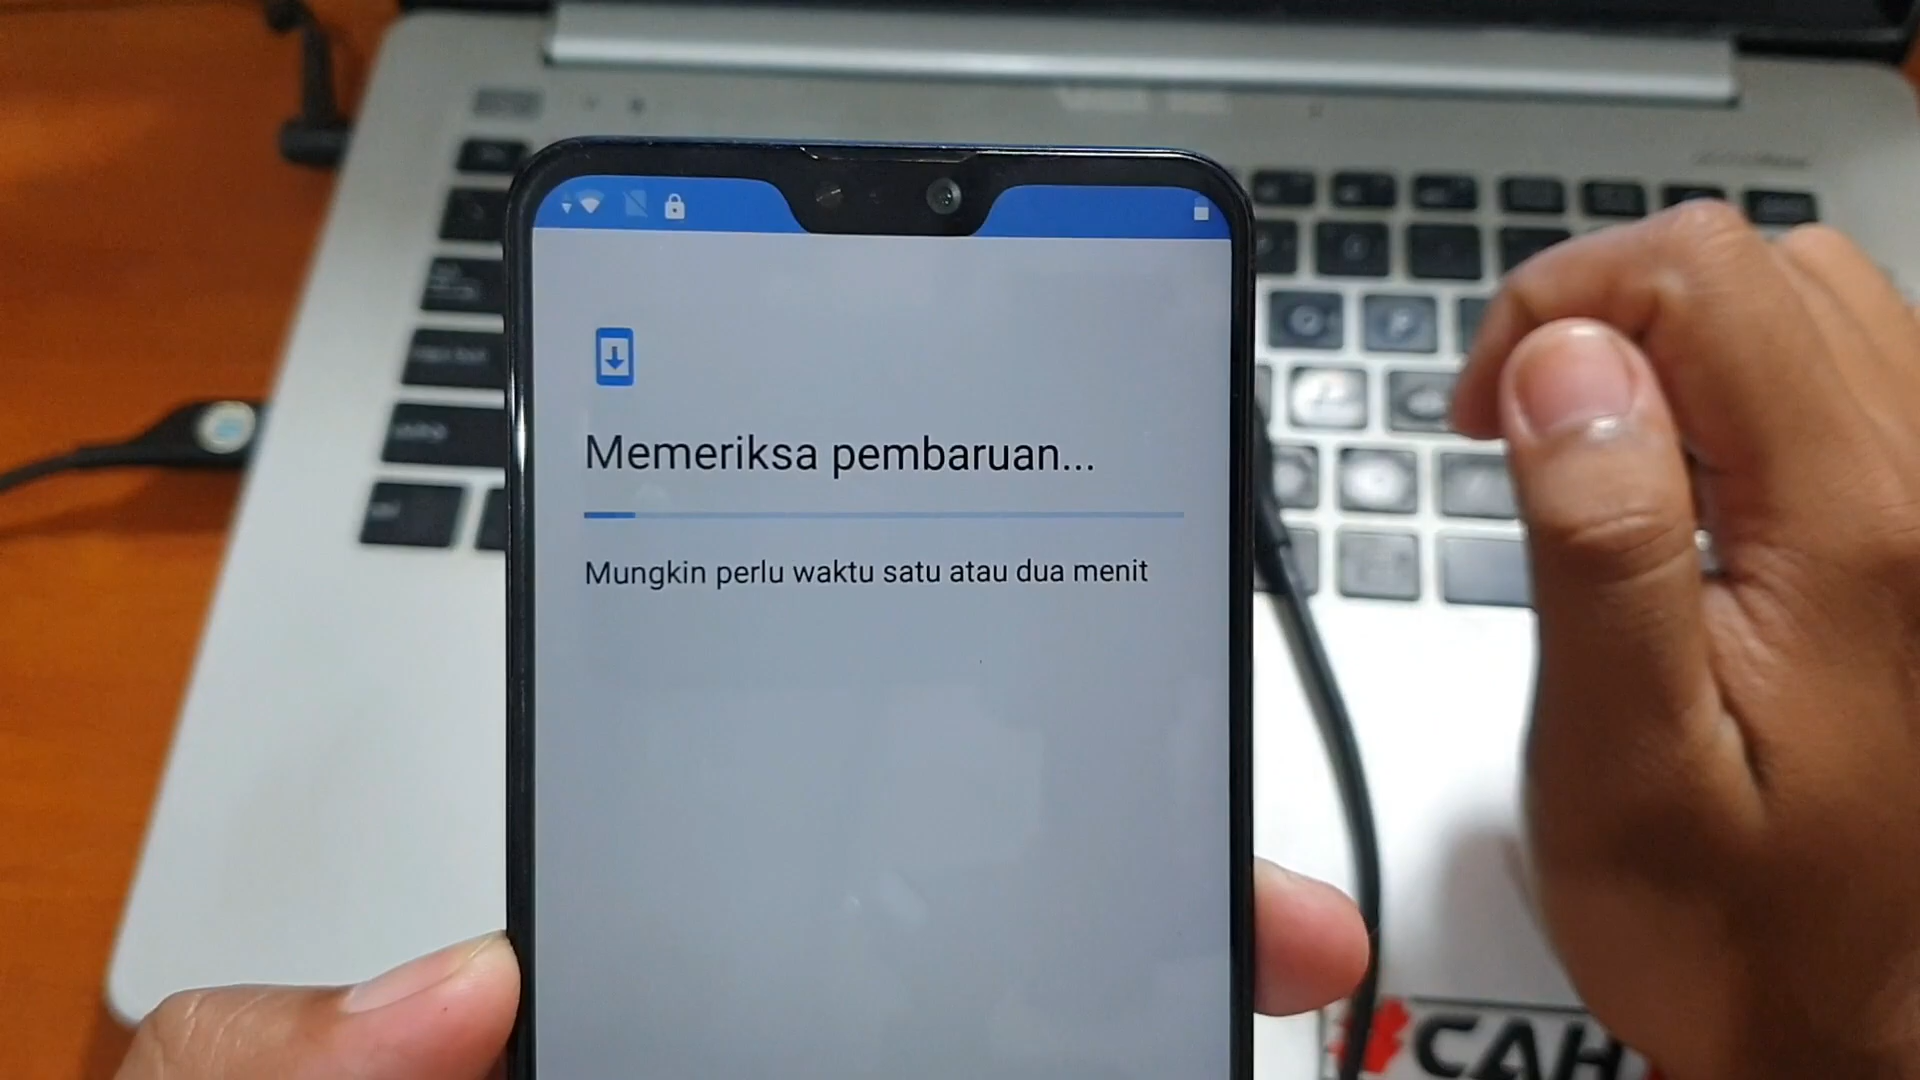 Memeriksa pembaruan...
Mungkin perlu waktu satu atau dua menit
CAH